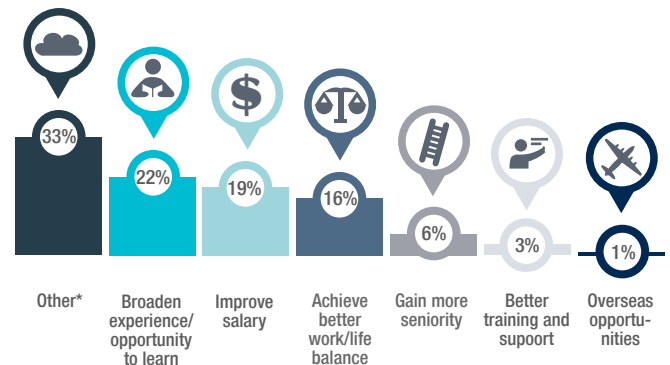 33%
22%
19%
16%
6%
3%
1%
Other*
Broaden
experience/
opportunity
to learn
Improve
salary
Achieve
better
work/life
balance
Gain more
seniority
Better
training and
supoort
Overseas
opportu-
nities